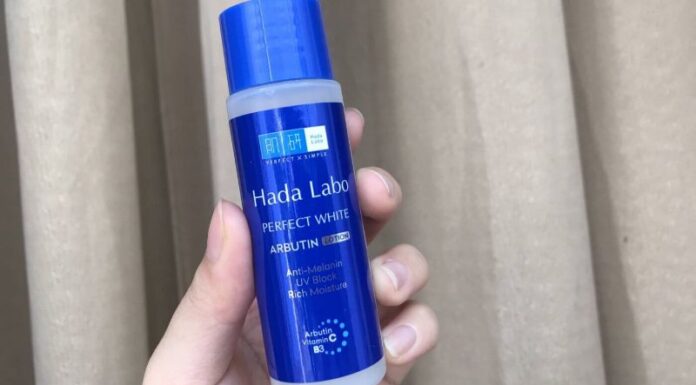 肌研 Hada Labo
PERFECT × SIMPLE
Hada Labo
PERFECT WHITE
ARBUTIN LOTION
Anti-Melanin
UV Block
Rich Moisture
Arbutin
Vitamin C
B3